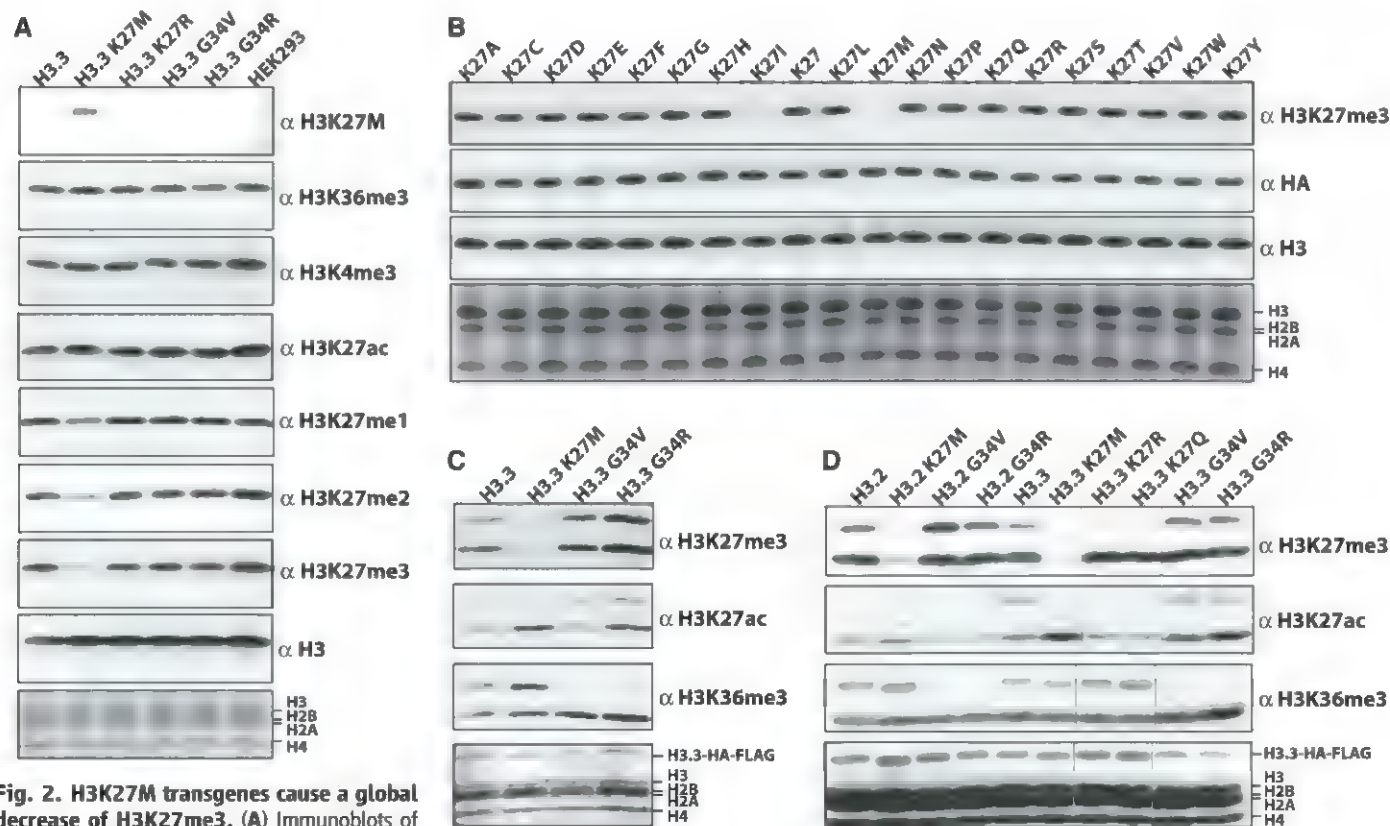 A
H3.3
H3.3 K27M
H3.3 K27R
H3.3 G34V
H3.3 G34R
HEK293
α H3K27M
α H3K36me3
α H3K4me3
α H3K27ac
α H3K27me1
α H3K27me2
α H3K27me3
α H3
H3
H2B
H2A
H4
B
K27A
K27C
K27D
K27E
K27F
K27G
K27H
K27I
K27
K27L
K27M
K27N
K27P
K27Q
K27R
K27S
K27T
K27V
K27W
K27Y
α H3K27me3
α HA
α H3
H3
H2B
H2A
H4
C
H3.3
H3.3 K27M
H3.3 G34V
H3.3 G34R
α H3K27me3
α H3K27ac
α H3K36me3
H3.3-HA-FLAG
H3
H2B
H2A
H4
D
H3.2
H3.2 K27M
H3.2 G34V
H3.2 G34R
H3.3
H3.3 K27M
H3.3 K27R
H3.3 K27Q
H3.3 G34V
H3.3 G34R
α H3K27me3
α H3K27ac
α H3K36me3
H3.3-HA-FLAG
H3
H2B
H2A
H4
Fig. 2. H3K27M transgenes cause a global
decrease of H3K27me3. (A) Immunoblots of